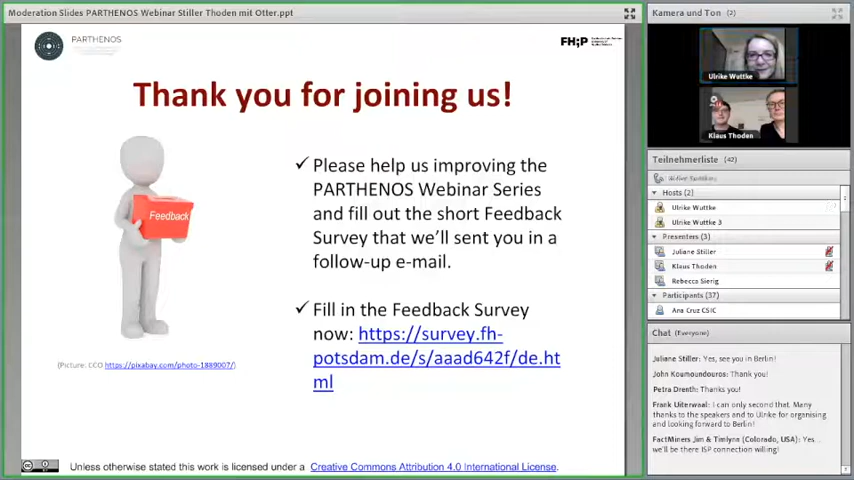 Moderation Slides PARTHENOS Webinar Stiller Thoden mit Otter.ppt
PARTHENOS
FH;P
Thank you for joining us!
Feedback
✓ Please help us improving the
PARTHENOS Webinar Series
and fill out the short Feedback
Survey that we'll sent you in a
follow-up e-mail.
✓ Fill in the Feedback Survey
now: https://survey.fh-
potsdam.de/s/aaad642f/de.ht
ml
(Picture: CC0 https://pixabay.com/photo-1889007/)
Unless otherwise stated this work is licensed under a Creative Commons Attribution 4.0 International License.
Kamera und Ton (2)
Ulrike Wuttke
Klaus Thoden
Teilnehmerliste (42)
Hosts (2)
Ulrike Wuttke
Ulrike Wuttke 3
Presenters (3)
Juliane Stiller
Klaus Thoden
Rebecca Sierig
Participants (37)
Ana Cruz CSIC
Chat (Everyone)
Juliane Stiller: Yes, see you in Berlin!
John Koumoundouros: Thank you!
Petra Drenth: Thanks you!
Frank Uiterwaal: I can only second that. Many
thanks to the speakers and to Ulrike for organising
and looking forward to Berlin!
FactMiners Jim & Timlynn (Colorado, USA): Yes...
we'll be there ISP connection willing!